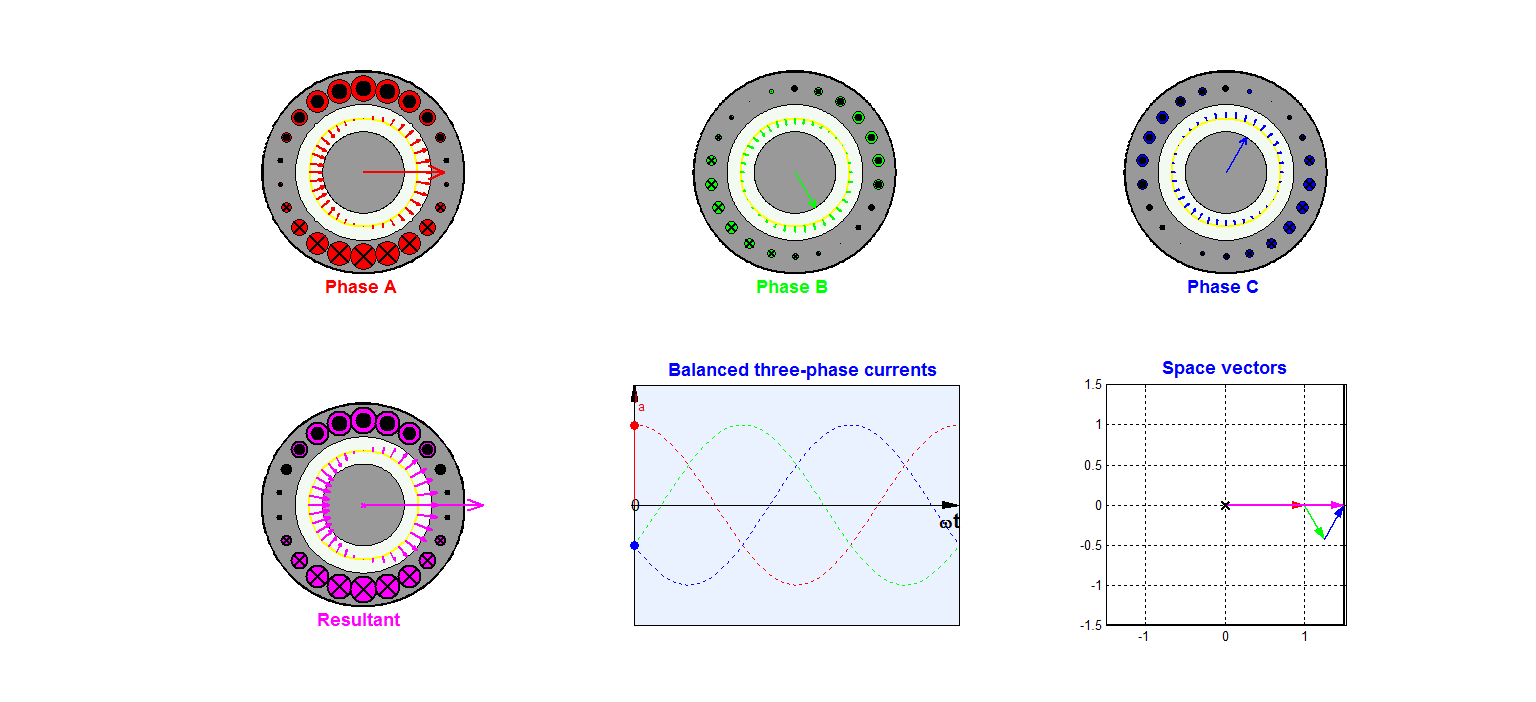 Phase A
Phase B
Phase C
Balanced three-phase currents
a
0
ωt
Resultant
Space vectors
1.5
1
0.5
0
-0.5
-1
-1.5
-1
0
1